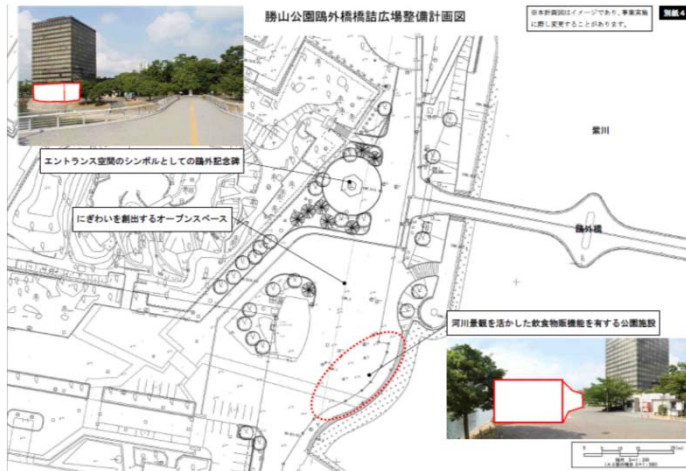 勝山公園鴎外橋橋詰広場整備計画図
※本計画図はイメージであり、事業実施
に際し変更することがあります。
別紙4
紫川
エントランス空間のシンボルとしての鴎外記念碑
にぎわいを創出するオープンスペース
鴎外橋
河川景観を活かした飲食物販機能を有する公園施設